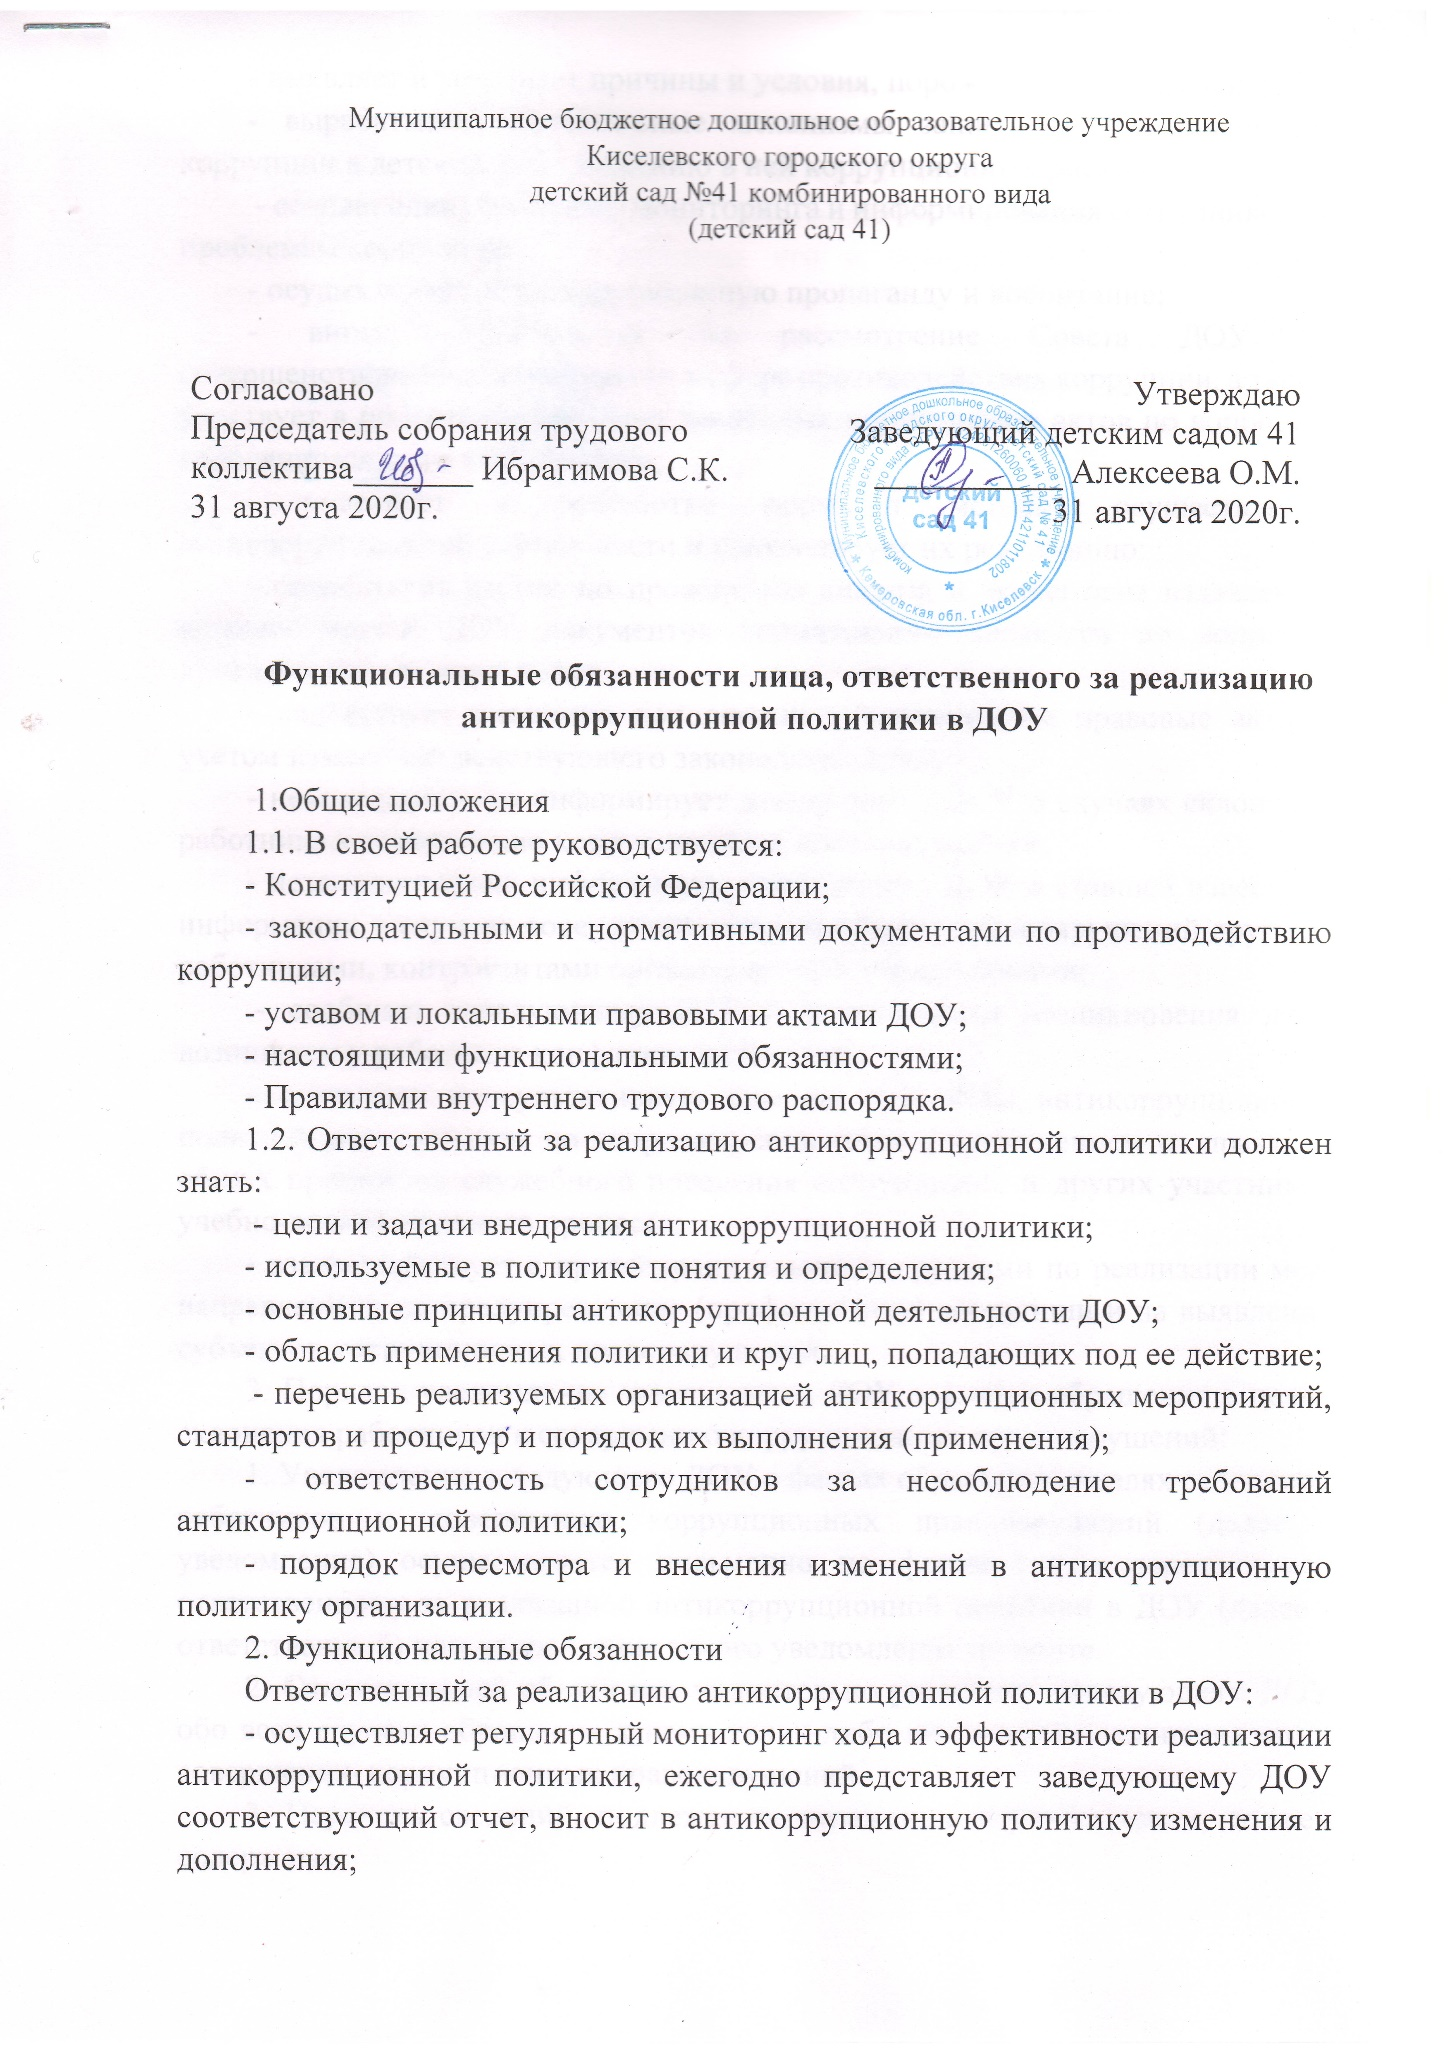 Муниципальное бюджетное дошкольное образовательное учреждение
Киселевского городского округа
детский сад №41 комбинированного вида
(детский сад 41)
Согласовано
Председатель собрания трудового
коллектива_______ Ибрагимова С.К.
31 августа 2020г.
Утверждаю
Заведующий детским садом 41
___________ Алексеева О.М.
31 августа 2020г.
детский
сад 41
Кемеровская обл. г.Киселевск
Функциональные обязанности лица, ответственного за реализацию
антикоррупционной политики в ДОУ
1.Общие положения
1.1. В своей работе руководствуется:
- Конституцией Российской Федерации;
- законодательными и нормативными документами по противодействию
коррупции;
- уставом и локальными правовыми актами ДОУ;
- настоящими функциональными обязанностями;
- Правилами внутреннего трудового распорядка.
1.2. Ответственный за реализацию антикоррупционной политики должен
знать:
- цели и задачи внедрения антикоррупционной политики;
- используемые в политике понятия и определения;
- основные принципы антикоррупционной деятельности ДОУ;
- область применения политики и круг лиц, попадающих под ее действие;
- перечень реализуемых организацией антикоррупционных мероприятий,
стандартов и процедур и порядок их выполнения (применения);
- ответственность сотрудников за несоблюдение требований
антикоррупционной политики;
- порядок пересмотра и внесения изменений в антикоррупционную
политику организации.
2. Функциональные обязанности
Ответственный за реализацию антикоррупционной политики в ДОУ:
- осуществляет регулярный мониторинг хода и эффективности реализации
антикоррупционной политики, ежегодно представляет заведующему ДОУ
соответствующий отчет, вносит в антикоррупционную политику изменения и
дополнения;